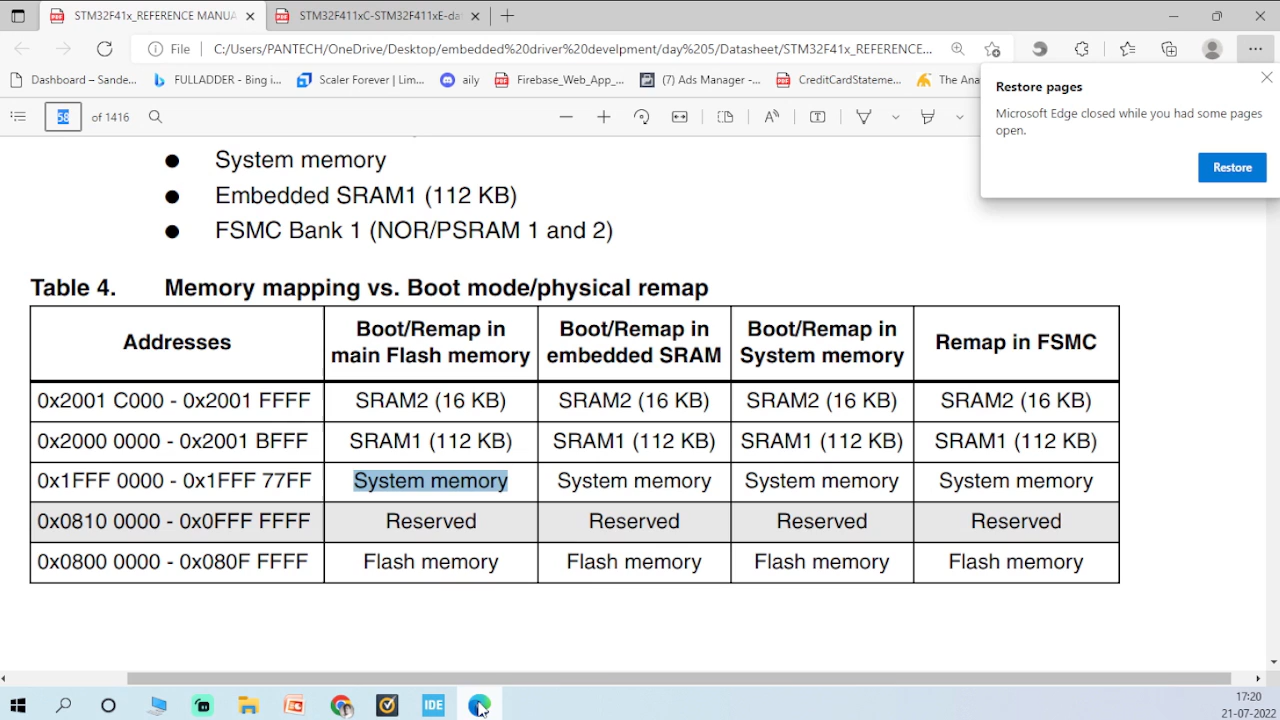 STM32F41x_REFERENCE MANUA
STM32F411xC-STM32F411xE-da
File
C:/Users/PANTECH/OneDrive/Desktop/embedded%20driver%20develpment/day%205/Datasheet/STM32F41x_REFERENCE...
Dashboard – Sande...
FULLADDER - Bing i...
Scaler Forever | Lim...
aily
Firebase_Web_App_...
(7) Ads Manager -...
CreditCardStateme...
The Ana
Restore pages
Microsoft Edge closed while you had some pages
open.
Restore
58 of 1416
● System memory
● Embedded SRAM1 (112 KB)
● FSMC Bank 1 (NOR/PSRAM 1 and 2)
Table 4. Memory mapping vs. Boot mode/physical remap
Addresses Boot/Remap in main Flash memory Boot/Remap in embedded SRAM Boot/Remap in System memory Remap in FSMC
0x2001 C000 - 0x2001 FFFF SRAM2 (16 KB) SRAM2 (16 KB) SRAM2 (16 KB) SRAM2 (16 KB)
0x2000 0000 - 0x2001 BFFF SRAM1 (112 KB) SRAM1 (112 KB) SRAM1 (112 KB) SRAM1 (112 KB)
0x1FFF 0000 - 0x1FFF 77FF System memory System memory System memory System memory
0x0810 0000 - 0x0FFF FFFF Reserved Reserved Reserved Reserved
0x0800 0000 - 0x080F FFFF Flash memory Flash memory Flash memory Flash memory
IDE
17:20
21-07-2022